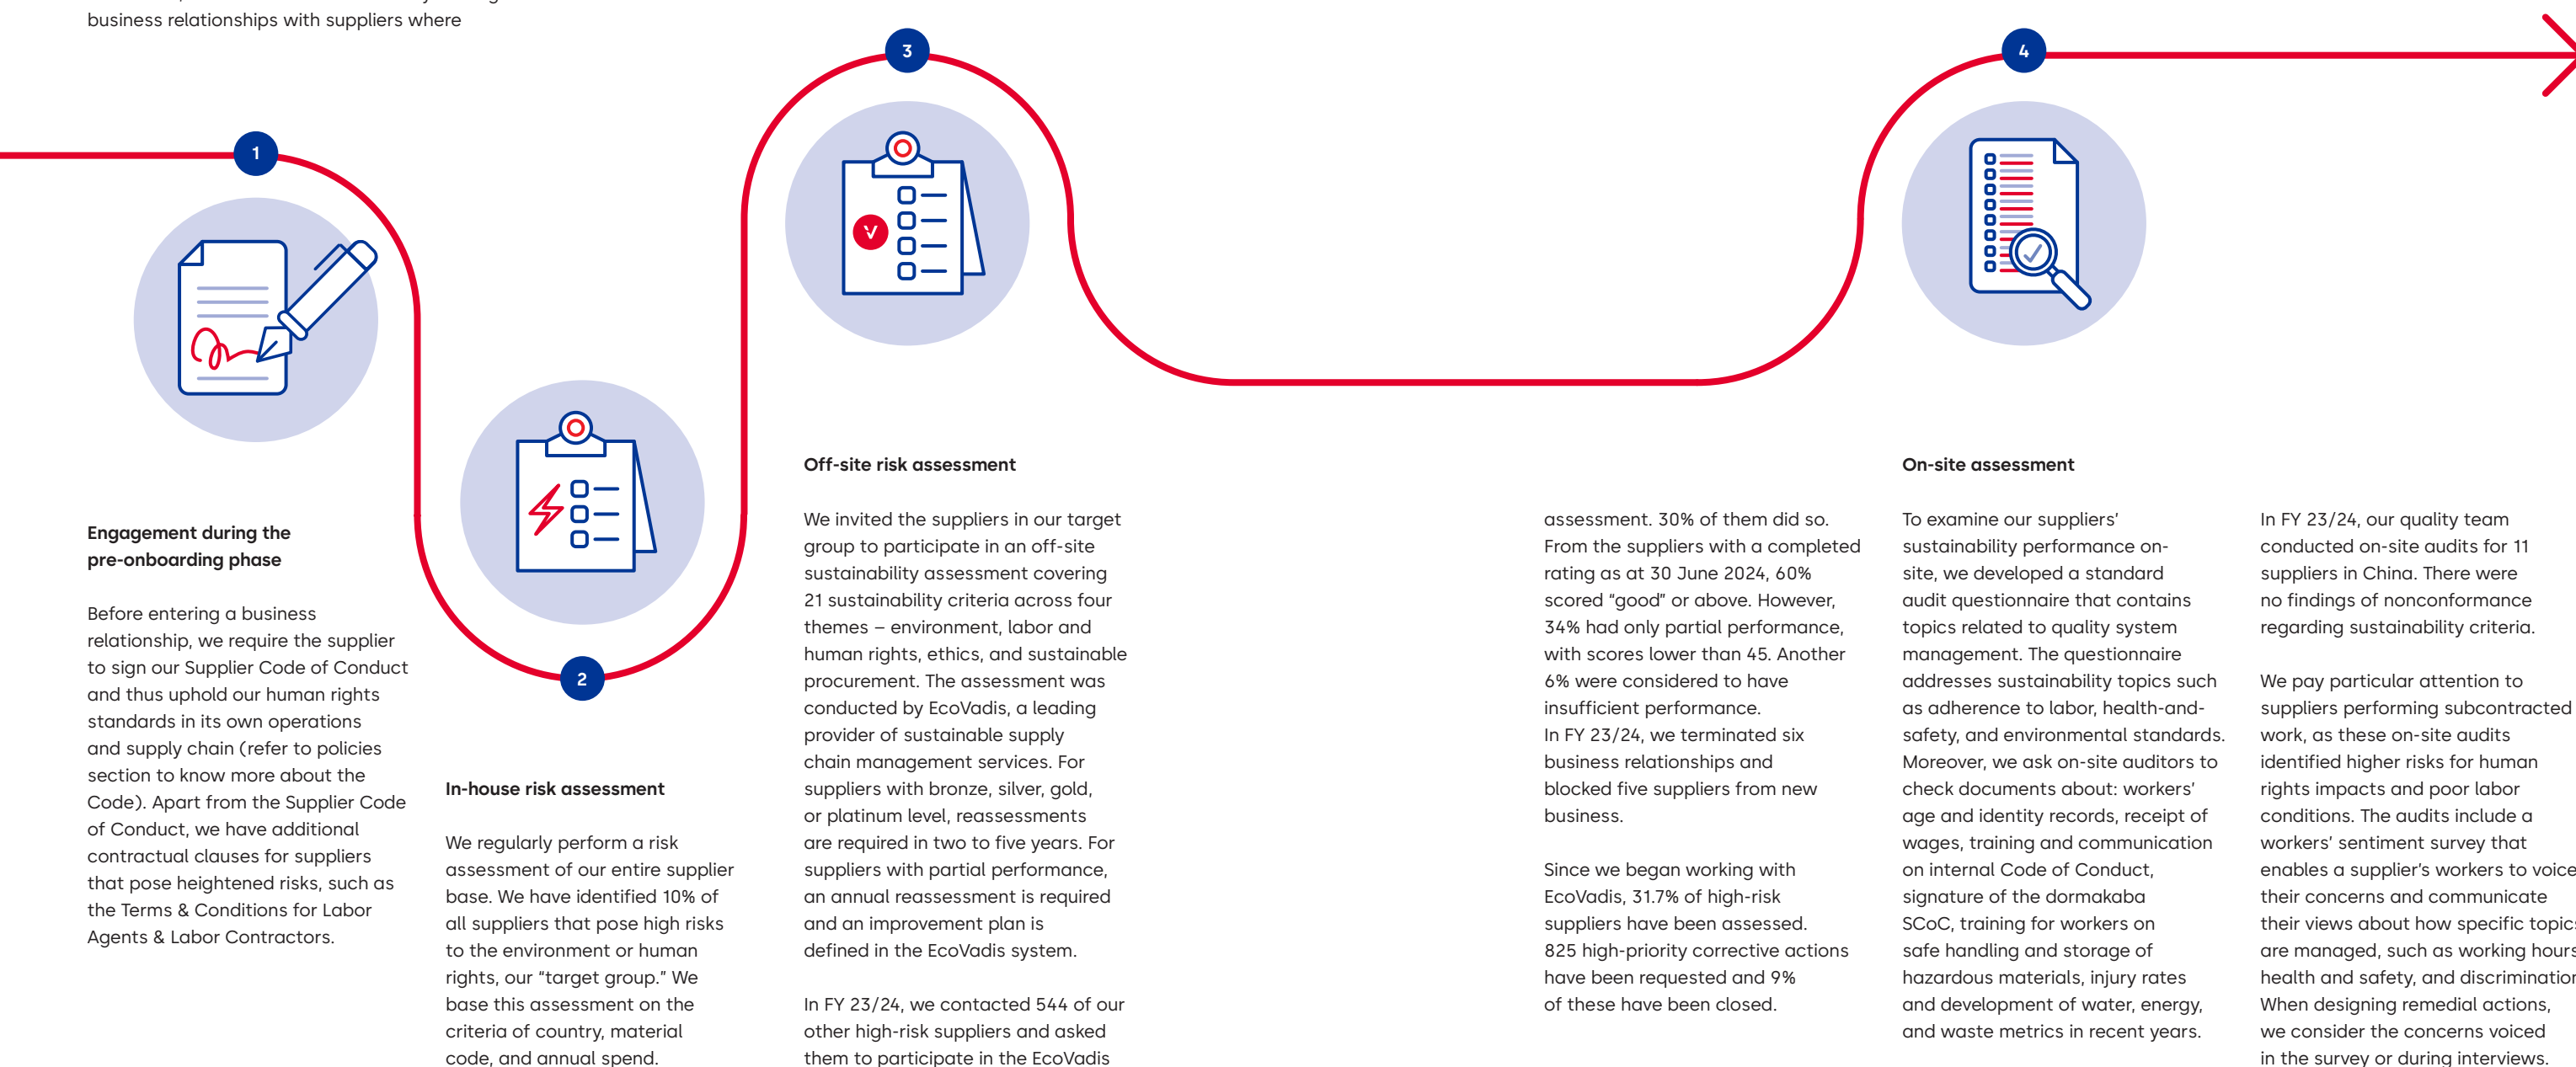 business relationships with suppliers where
1
Engagement during the
pre-onboarding phase
Before entering a business
relationship, we require the supplier
to sign our Supplier Code of Conduct
and thus uphold our human rights
standards in its own operations
and supply chain (refer to policies
section to know more about the
Code). Apart from the Supplier Code
of Conduct, we have additional
contractual clauses for suppliers
that pose heightened risks, such as
the Terms & Conditions for Labor
Agents & Labor Contractors.
2
In-house risk assessment
We regularly perform a risk
assessment of our entire supplier
base. We have identified 10% of
all suppliers that pose high risks
to the environment or human
rights, our “target group.” We
base this assessment on the
criteria of country, material
code, and annual spend.
3
Off-site risk assessment
We invited the suppliers in our target
group to participate in an off-site
sustainability assessment covering
21 sustainability criteria across four
themes – environment, labor and
human rights, ethics, and sustainable
procurement. The assessment was
conducted by EcoVadis, a leading
provider of sustainable supply
chain management services. For
suppliers with bronze, silver, gold,
or platinum level, reassessments
are required in two to five years. For
suppliers with partial performance,
an annual reassessment is required
and an improvement plan is
defined in the EcoVadis system.
In FY 23/24, we contacted 544 of our
other high-risk suppliers and asked
them to participate in the EcoVadis
assessment. 30% of them did so.
From the suppliers with a completed
rating as at 30 June 2024, 60%
scored “good” or above. However,
34% had only partial performance,
with scores lower than 45. Another
6% were considered to have
insufficient performance.
In FY 23/24, we terminated six
business relationships and
blocked five suppliers from new
business.
Since we began working with
EcoVadis, 31.7% of high-risk
suppliers have been assessed.
825 high-priority corrective actions
have been requested and 9%
of these have been closed.
4
On-site assessment
To examine our suppliers’
sustainability performance on-
site, we developed a standard
audit questionnaire that contains
topics related to quality system
management. The questionnaire
addresses sustainability topics such
as adherence to labor, health-and-
safety, and environmental standards.
Moreover, we ask on-site auditors to
check documents about: workers’
age and identity records, receipt of
wages, training and communication
on internal Code of Conduct,
signature of the dormakaba
SCoC, training for workers on
safe handling and storage of
hazardous materials, injury rates
and development of water, energy,
and waste metrics in recent years.
In FY 23/24, our quality team
conducted on-site audits for 11
suppliers in China. There were
no findings of nonconformance
regarding sustainability criteria.
We pay particular attention to
suppliers performing subcontracted
work, as these on-site audits
identified higher risks for human
rights impacts and poor labor
conditions. The audits include a
workers’ sentiment survey that
enables a supplier’s workers to voice
their concerns and communicate
their views about how specific topics
are managed, such as working hours
health and safety, and discrimination
When designing remedial actions,
we consider the concerns voiced
in the survey or during interviews.